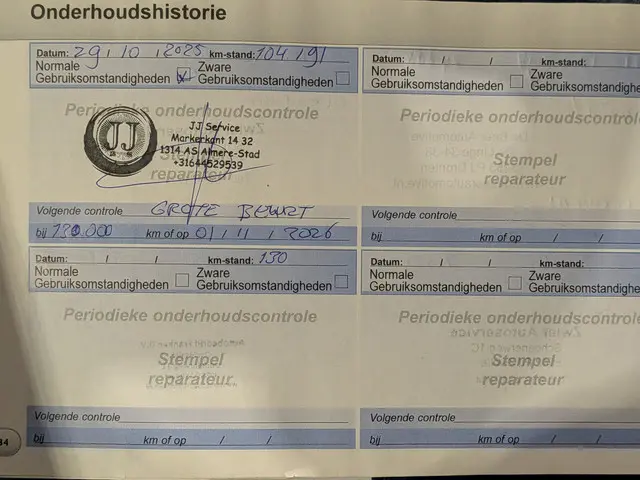 Onderhoudshistorie
Datum: 29 / 10 / 2025 km-stand: 104 191
Normale Gebruiksomstandigheden Zware Gebruiksomstandigheden
Periodieke onderhoudscontrole
JJ
JJ Service
Markerkant 14 32
1314 AS Almere-Stad
+31644529539
Volgende controle GROTE BEURT
bij 130.000 km of op 01 / 11 / 2026
Datum: / / km-stand:
Normale Gebruiksomstandigheden Zware Gebruiksomstandigheden
Periodieke onderhoudscontrole
Stempel
reparateur
Volgende controle
bij km of op / /
Datum: / / km-stand: 130
Normale Gebruiksomstandigheden Zware Gebruiksomstandigheden
Periodieke onderhoudscontrole
Stempel
reparateur
Volgende controle
bij km of op / /
Datum: / / km-stand:
Normale Gebruiksomstandigheden Zware Gebruiksomstandigheden
Periodieke onderhoudscontrole
Stempel
reparateur
Volgende controle
bij km of op / /
34